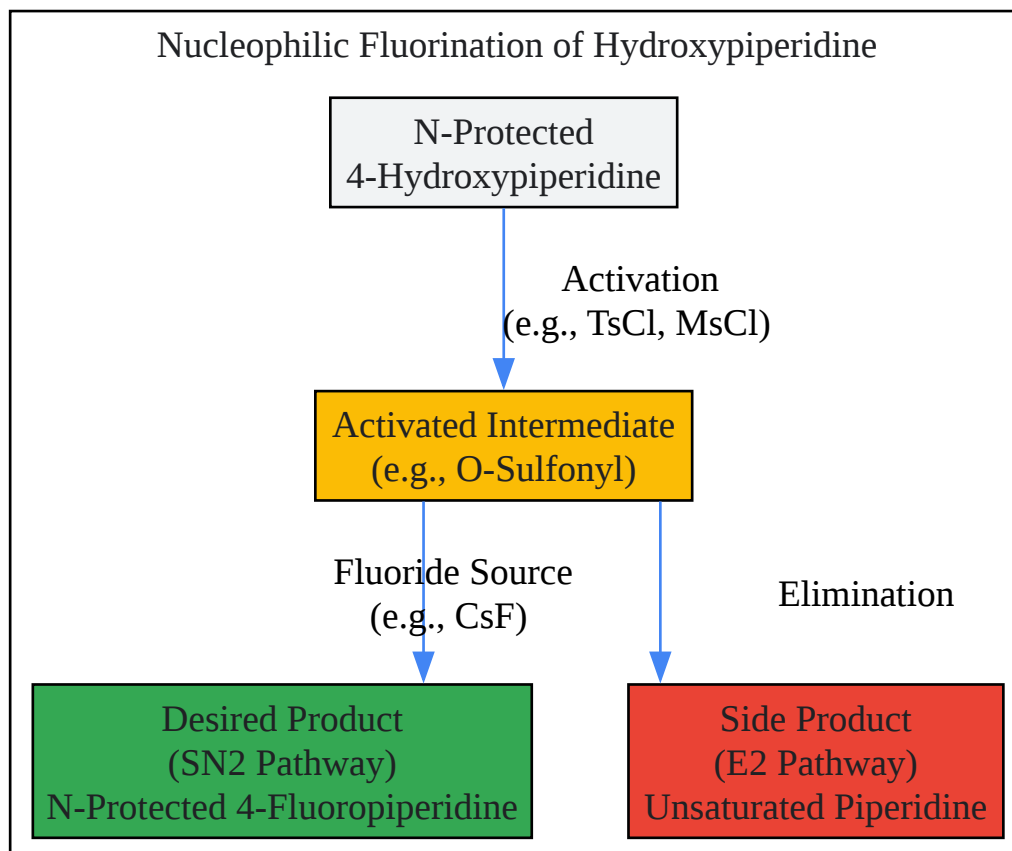 Nucleophilic Fluorination of Hydroxypiperidine
N-Protected
4-Hydroxypiperidine
Activation
(e.g., TsCl, MsCl)
Activated Intermediate
(e.g., O-Sulfonyl)
Fluoride Source
(e.g., CsF)
Elimination
Desired Product
(SN2 Pathway)
N-Protected 4-Fluoropiperidine
Side Product
(E2 Pathway)
Unsaturated Piperidine